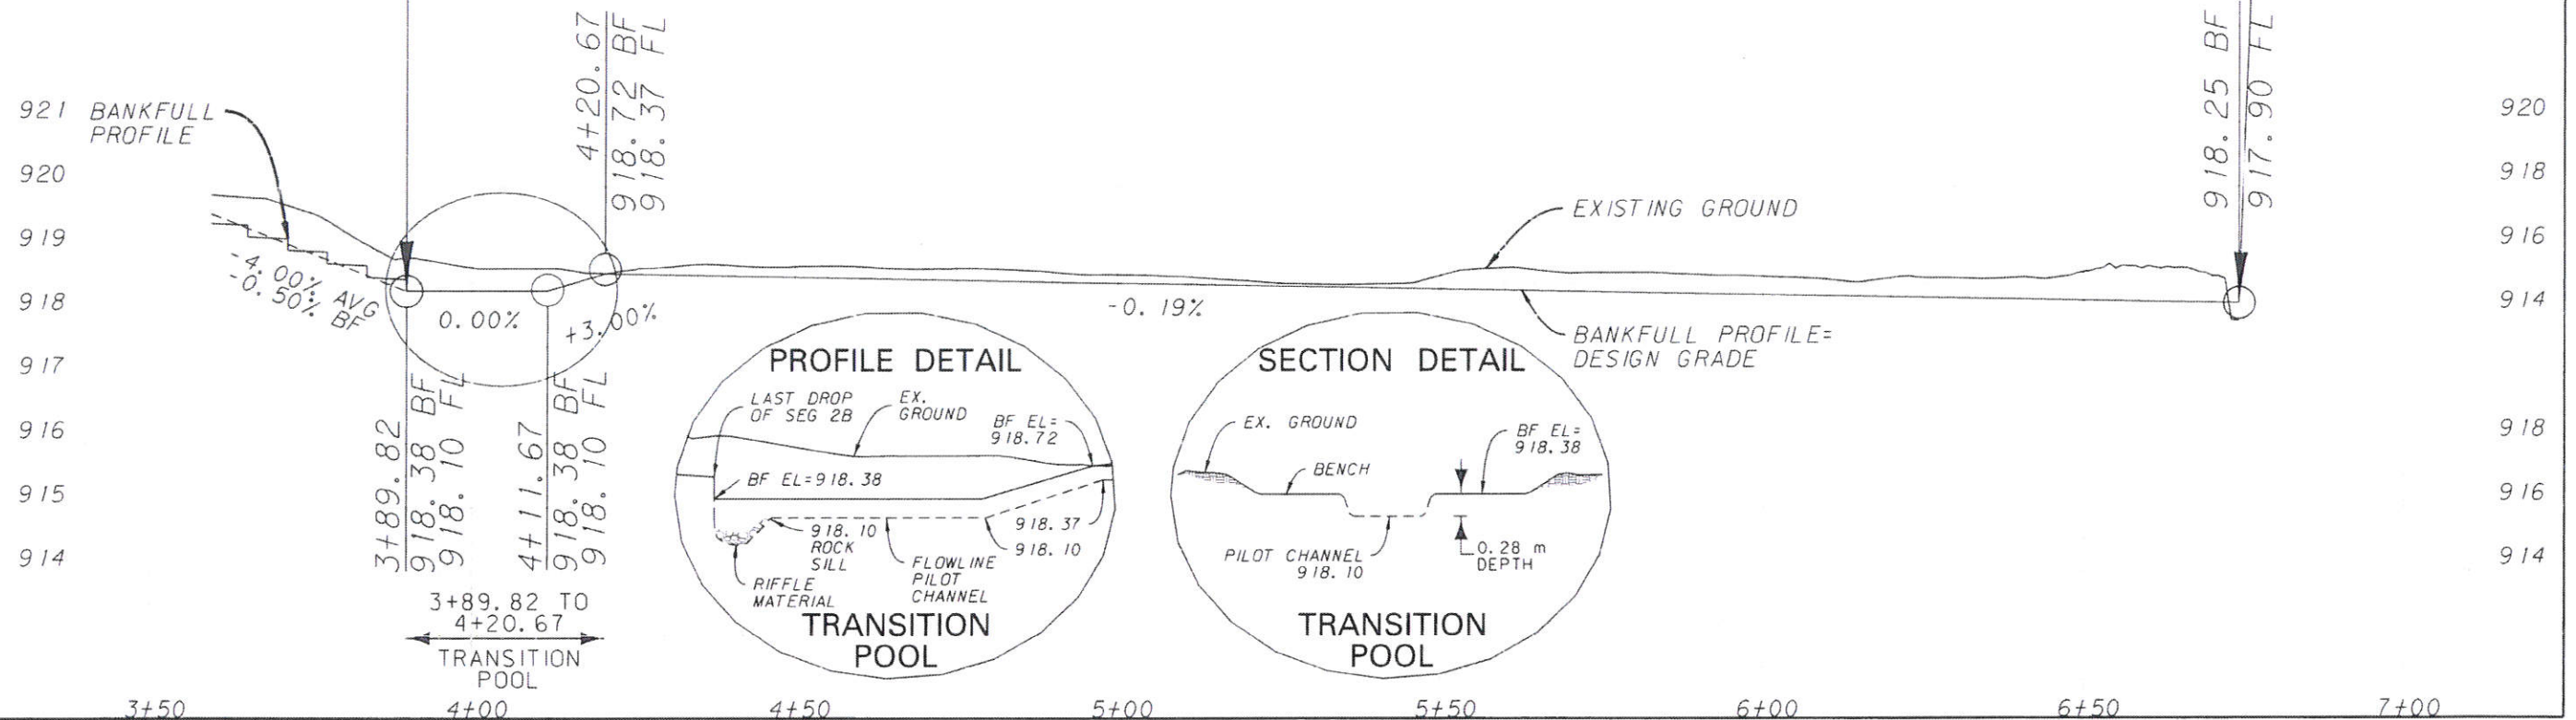 4+20.67
918.72 BF
918.37 FL
918.25 BF
917.90 FL
921
920
919
918
917
916
915
914
BANKFULL
PROFILE
-4.00% AVG
-0.50% BF
0.00%
+3.00%
-0.19%
EXISTING GROUND
BANKFULL PROFILE=
DESIGN GRADE
920
918
916
914
918
916
914
3+89.82
918.38 BF
918.10 FL
4+11.67
918.38 BF
918.10 FL
3+89.82 TO
4+20.67
TRANSITION
POOL
PROFILE DETAIL
LAST DROP
OF SEG 2B
EX.
GROUND
BF EL=
918.72
BF EL=918.38
918.10
ROCK
SILL
918.37
918.10
FLOWLINE
PILOT
CHANNEL
RIFFLE
MATERIAL
TRANSITION
POOL
SECTION DETAIL
EX. GROUND
BF EL=
918.38
BENCH
PILOT CHANNEL
918.10
0.28 m
DEPTH
TRANSITION
POOL
3+50
4+00
4+50
5+00
5+50
6+00
6+50
7+00